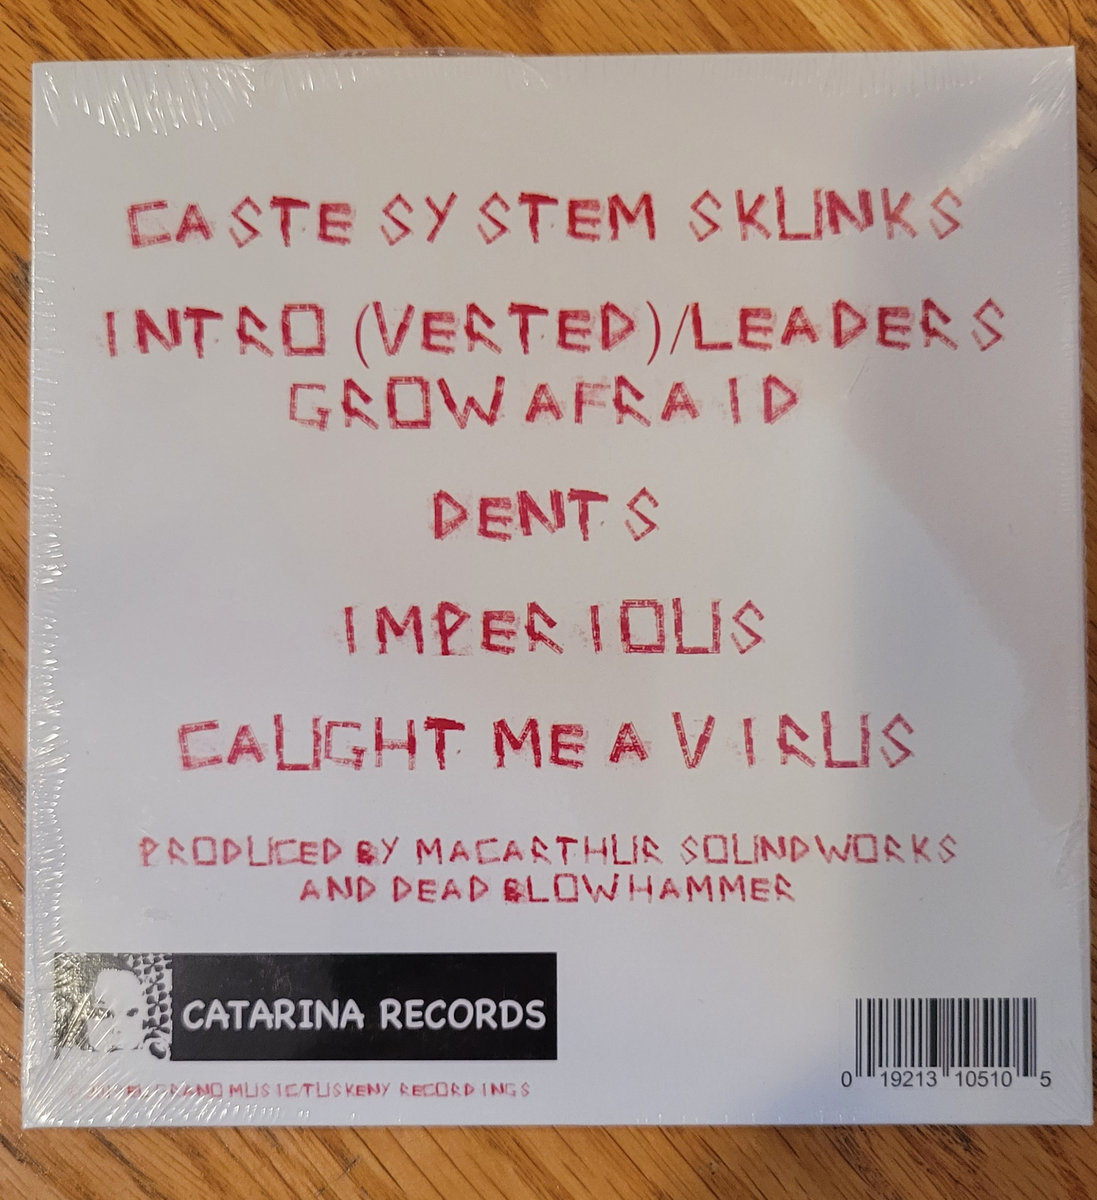 CASTE SYSTEM SKUNKS
INTRO (VERTED)/LEADERS
GROW AFRAID
DENTS
IMPERIOUS
CAUGHT ME A VIRUS
PRODUCED BY MACARTHUR SOUNDWORKS
AND DEAD BLOWHAMMER
CATARINA RECORDS
MUSIC/TUSKENY RECORDINGS
0 19213 10510 5